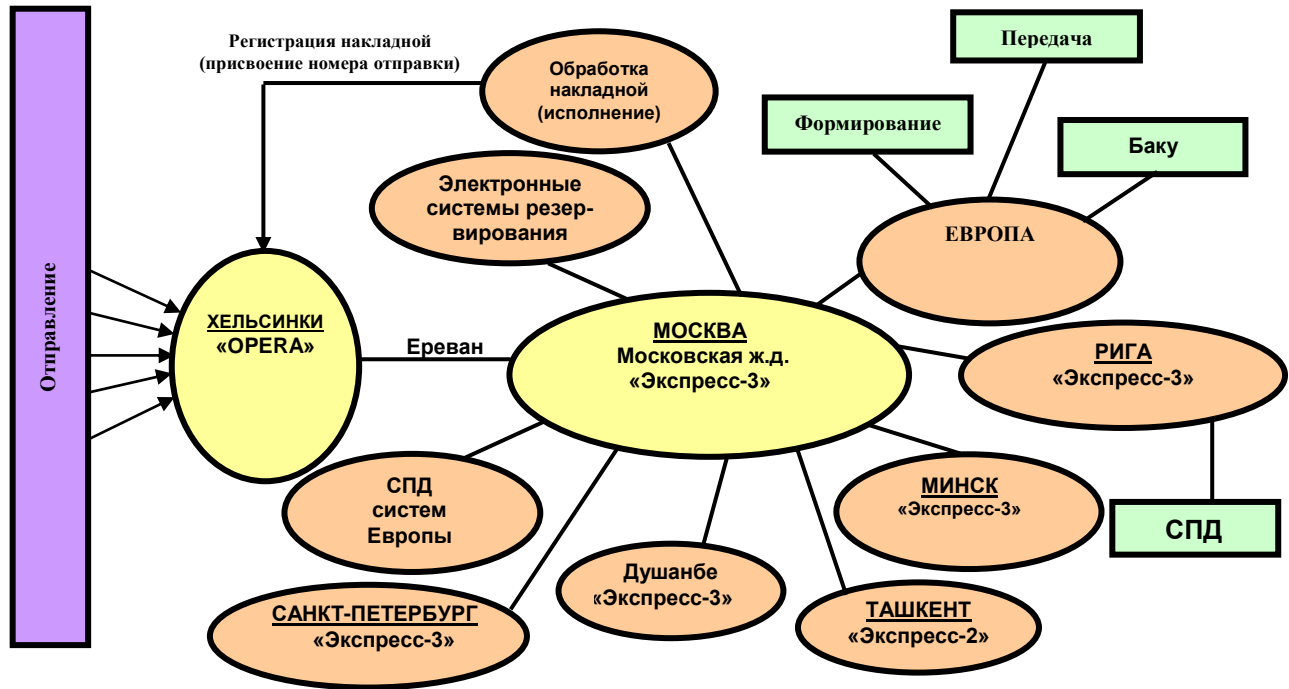 Отправление
Регистрация накладной
(присвоение номера отправки)
Обработка
накладной
(исполнение)
Передача
Формирование
Баку
Электронные
системы резер-
вирования
ЕВРОПА
ХЕЛЬСИНКИ
«OPERA»
Ереван
МОСКВА
Московская ж.д.
«Экспресс-3»
РИГА
«Экспресс-3»
СПД
систем
Европы
МИНСК
«Экспресс-3»
СПД
Душанбе
«Экспресс-3»
САНКТ-ПЕТЕРБУРГ
«Экспресс-3»
ТАШКЕНТ
«Экспресс-2»